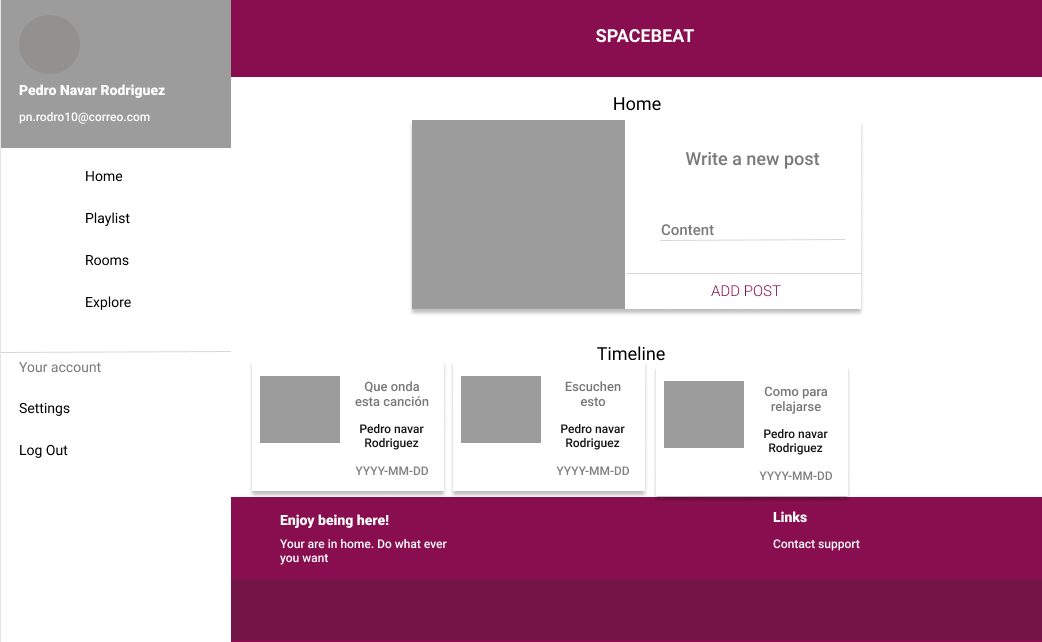 Pedro Navar Rodriguez
pn.rodro10@correo.com
Home
Playlist
Rooms
Explore
Your account
Settings
Log Out
SPACEBEAT
Home
Write a new post
Content
ADD POST
Timeline
Que onda
esta canción
Pedro navar
Rodriguez
YYYY-MM-DD
Escuchen
esto
Pedro navar
Rodriguez
YYYY-MM-DD
Como para
relajarse
Pedro navar
Rodriguez
YYYY-MM-DD
Enjoy being here!
Your are in home. Do what ever
you want
Links
Contact support